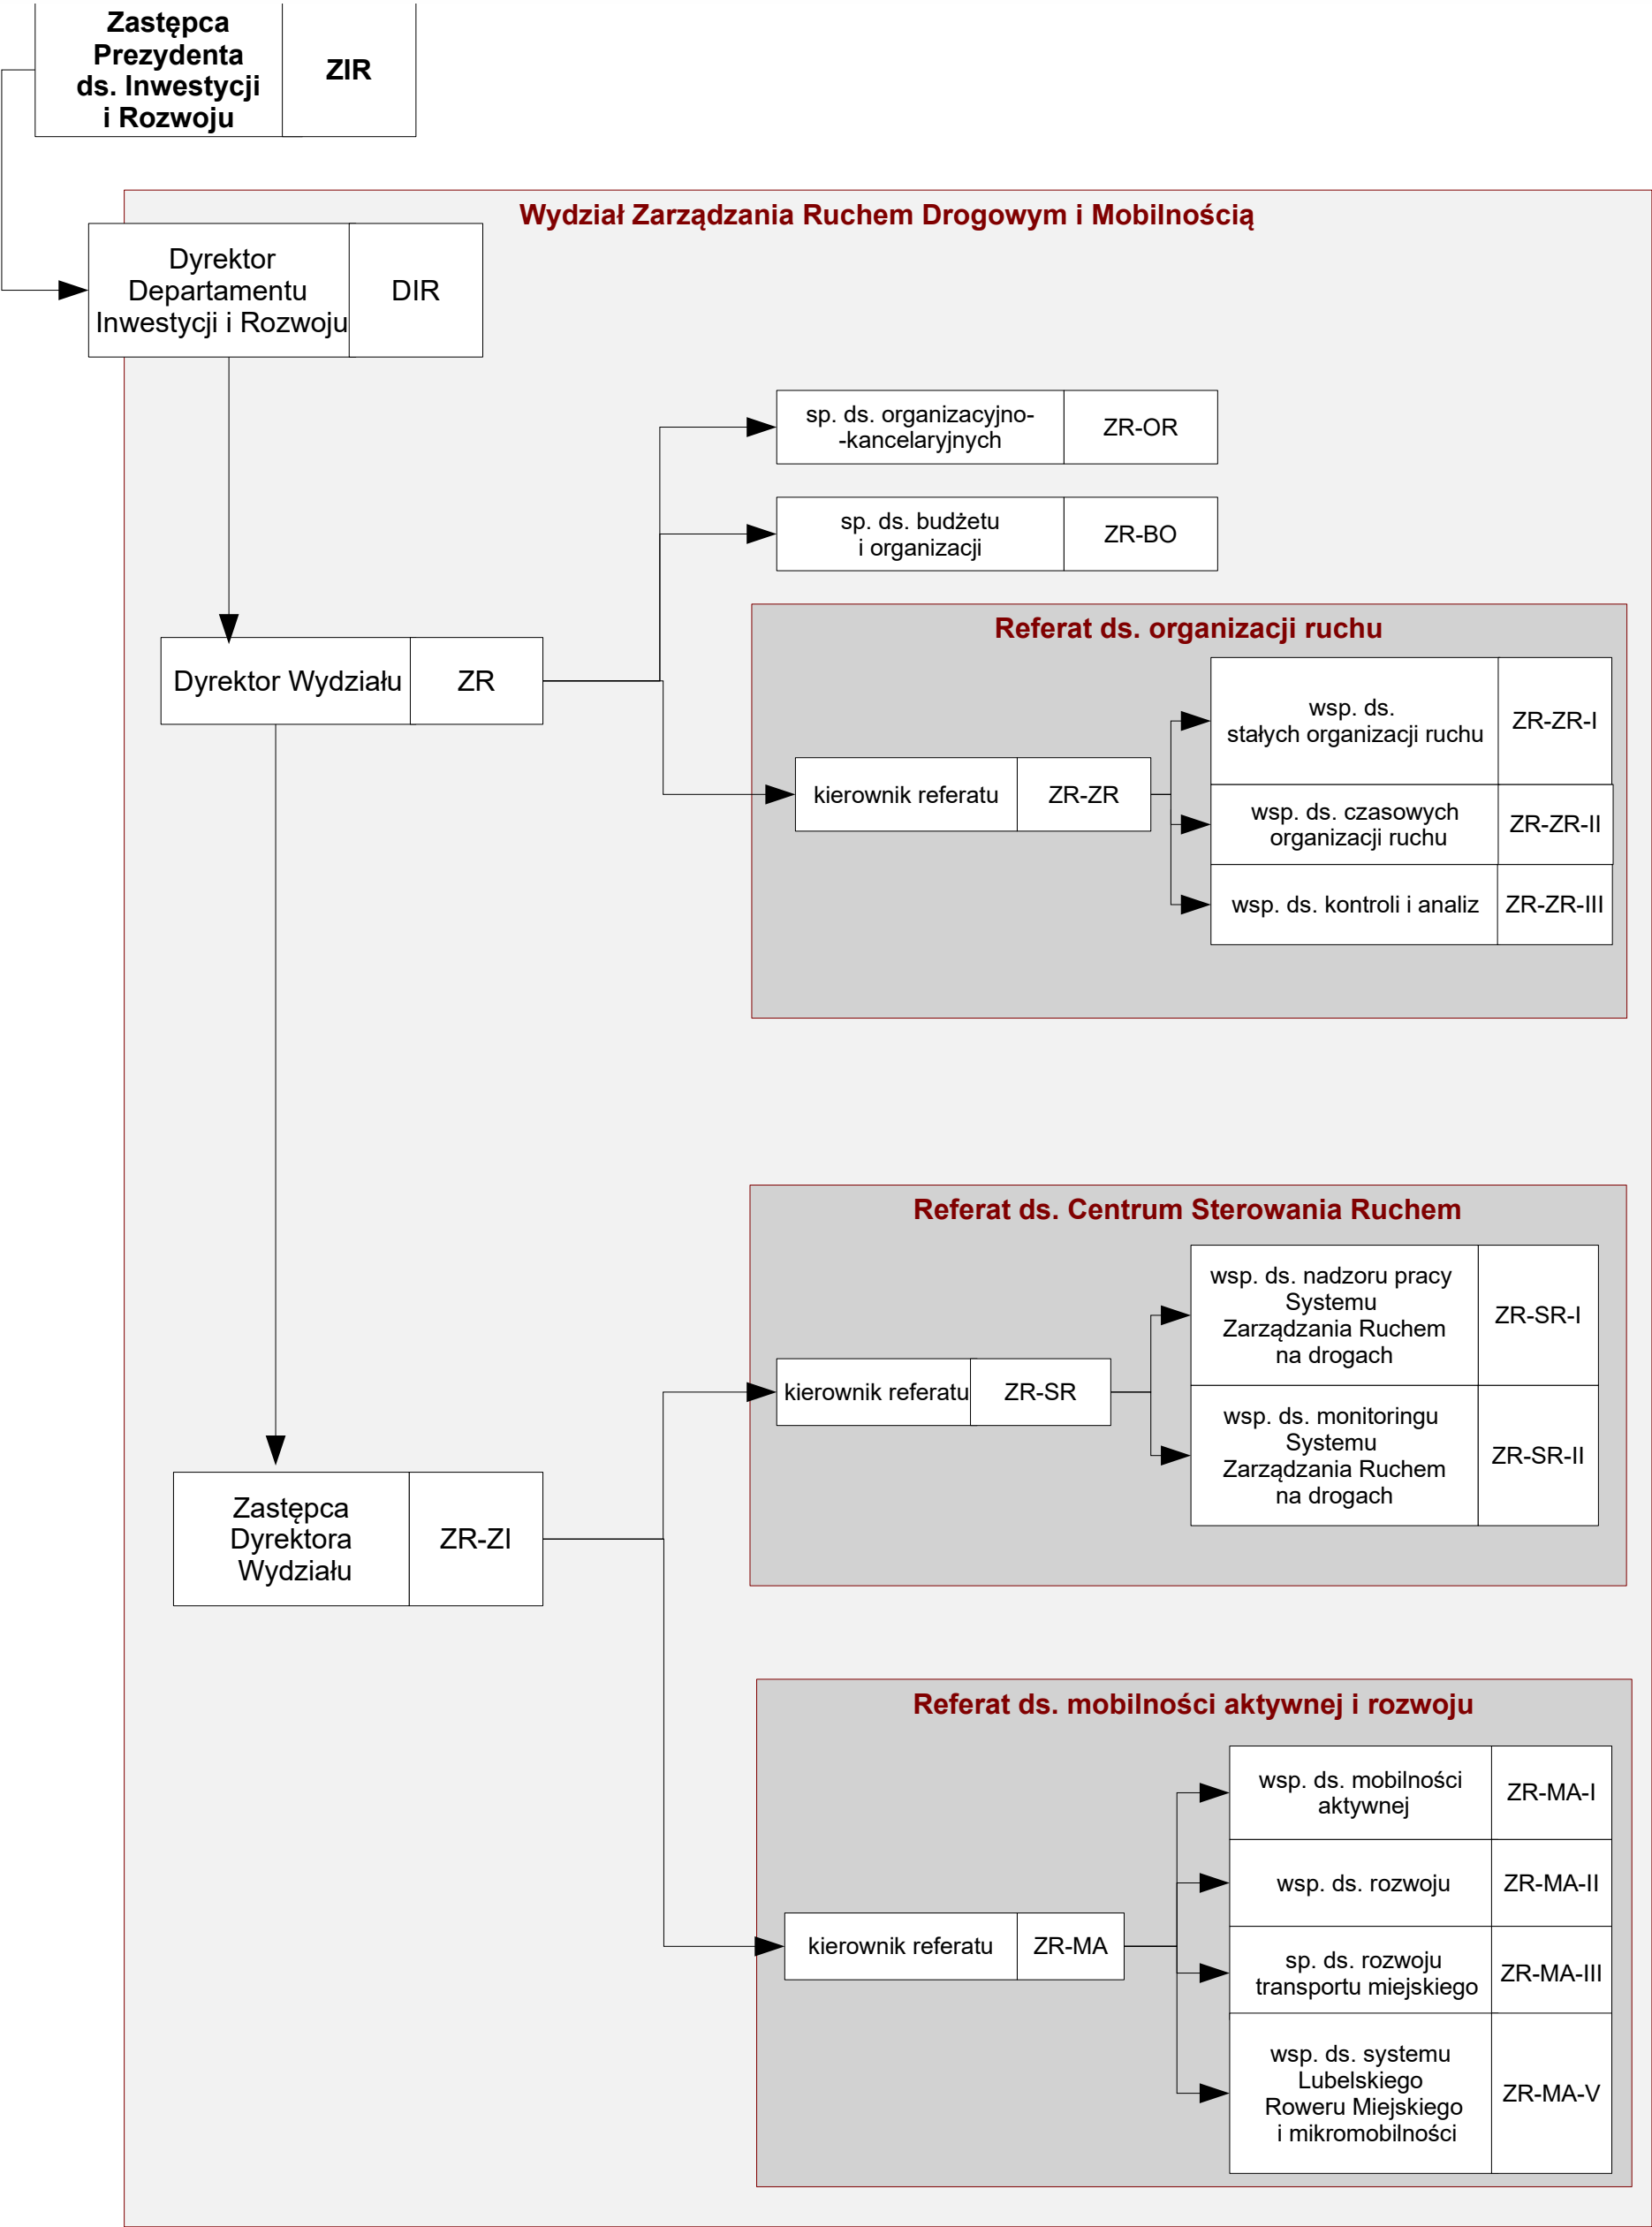 Zastępca
Prezydenta
ds. Inwestycji
i Rozwoju
ZIR
Wydział Zarządzania Ruchem Drogowym i Mobilnością
Dyrektor
Departamentu
Inwestycji i Rozwoju
DIR
sp. ds. organizacyjno-
-kancelaryjnych
ZR-OR
sp. ds. budżetu
i organizacji
ZR-BO
Dyrektor Wydziału
ZR
Referat ds. organizacji ruchu
kierownik referatu
ZR-ZR
wsp. ds.
stałych organizacji ruchu
ZR-ZR-I
wsp. ds. czasowych
organizacji ruchu
ZR-ZR-II
wsp. ds. kontroli i analiz
ZR-ZR-III
Zastępca
Dyrektora
Wydziału
ZR-ZI
Referat ds. Centrum Sterowania Ruchem
kierownik referatu
ZR-SR
wsp. ds. nadzoru pracy
Systemu
Zarządzania Ruchem
na drogach
ZR-SR-I
wsp. ds. monitoringu
Systemu
Zarządzania Ruchem
na drogach
ZR-SR-II
Referat ds. mobilności aktywnej i rozwoju
kierownik referatu
ZR-MA
wsp. ds. mobilności
aktywnej
ZR-MA-I
wsp. ds. rozwoju
ZR-MA-II
sp. ds. rozwoju
transportu miejskiego
ZR-MA-III
wsp. ds. systemu
Lubelskiego
Roweru Miejskiego
i mikromobilności
ZR-MA-V